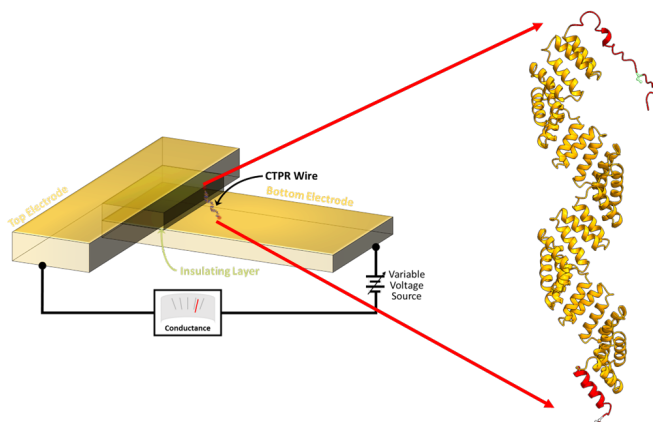 Top Electrode
CTPR Wire
Bottom Electrode
Insulating Layer
Variable
Voltage
Source
Conductance